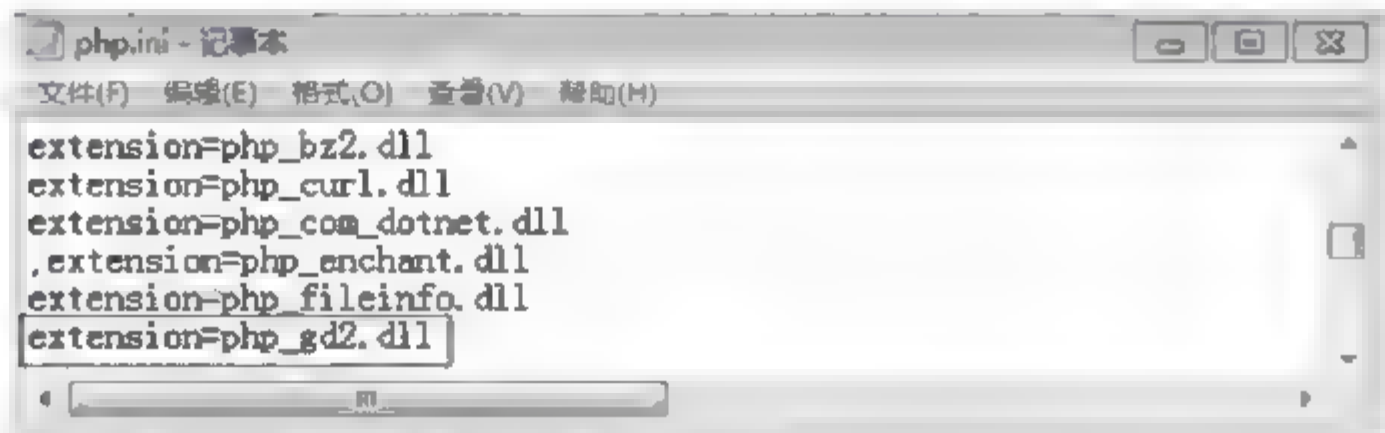 php.ini - 记事本
文件(F) 编辑(E) 格式(O) 查看(V) 帮助(H)
extension=php_bz2.dll
extension=php_curl.dll
extension=php_com_dotnet.dll
;extension=php_enchant.dll
extension=php_fileinfo.dll
extension=php_gd2.dll